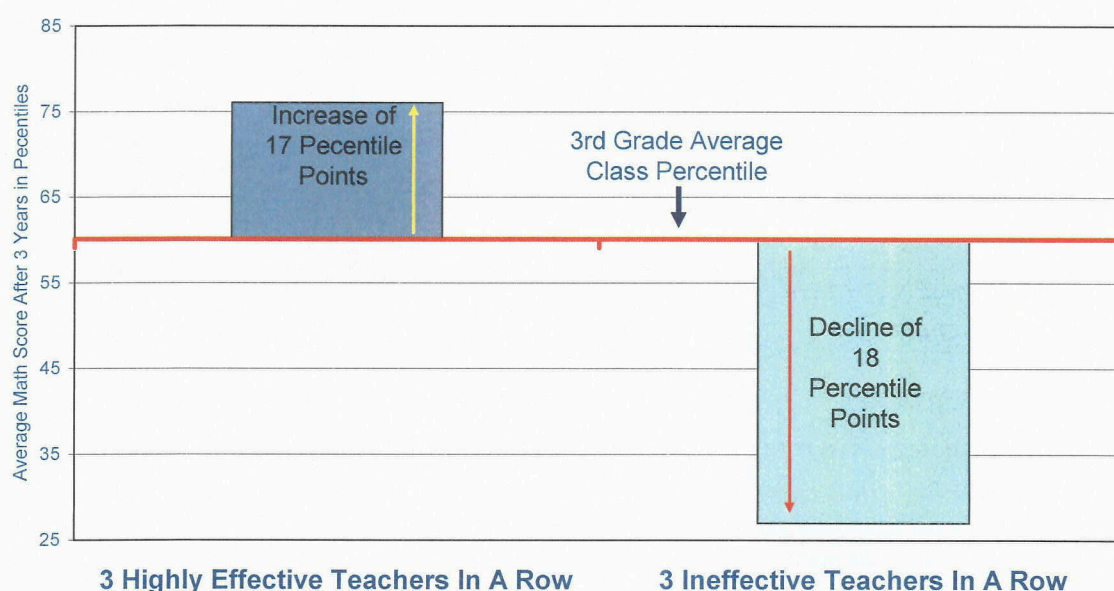 Average Math Score After 3 Years in Pecentiles
85
75
65
55
45
35
25
Increase of
17 Pecentile
Points
3rd Grade Average
Class Percentile
Decline of
18
Percentile
Points
3 Highly Effective Teachers In A Row
3 Ineffective Teachers In A Row